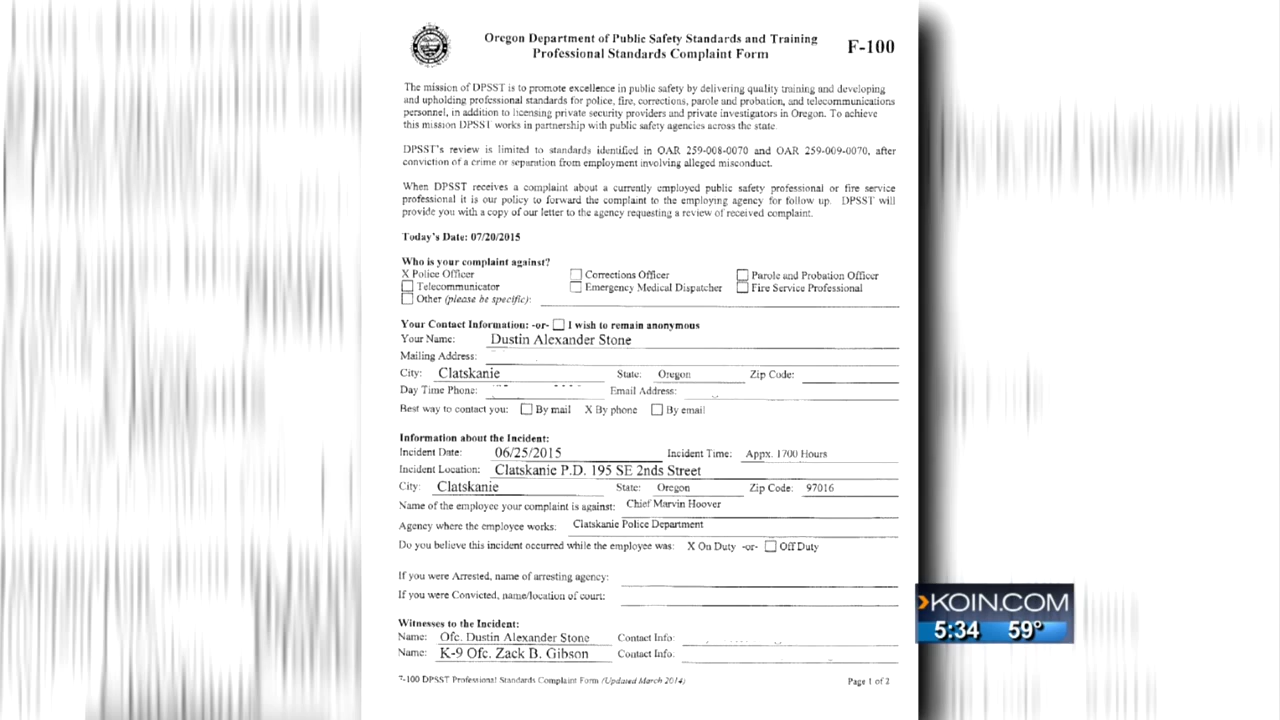 Oregon Department of Public Safety Standards and Training
Professional Standards Complaint Form
F-100
The mission of DPSST is to promote excellence in public safety by delivering quality training and developing
and upholding professional standards for police, fire, corrections, parole and probation, and telecommunications
personnel, in addition to licensing private security providers and private investigators in Oregon. To achieve
this mission DPSST works in partnership with public safety agencies across the state.
DPSST's review is limited to standards identified in OAR 259-008-0070 and OAR 259-009-0070, after
conviction of a crime or separation from employment involving alleged misconduct.
When DPSST receives a complaint about a currently employed public safety professional or fire service
professional it is our policy to forward the complaint to the employing agency for follow up. DPSST will
provide you with a copy of our letter to the agency requesting a review of received complaint.
Today's Date: 07/20/2015
Who is your complaint against?
X Police Officer Corrections Officer Parole and Probation Officer
Telecommunicator Emergency Medical Dispatcher Fire Service Professional
Other (please be specific):
Your Contact Information: -or- I wish to remain anonymous
Your Name: Dustin Alexander Stone
Mailing Address:
City: Clatskanie State: Oregon Zip Code:
Day Time Phone: Email Address:
Best way to contact you: By mail X By phone By email
Information about the Incident:
Incident Date: 06/25/2015 Incident Time: Appx. 1700 Hours
Incident Location: Clatskanie P.D. 195 SE 2nds Street
City: Clatskanie State: Oregon Zip Code: 97016
Name of the employee your complaint is against: Chief Marvin Hoover
Agency where the employee works: Clatskanie Police Department
Do you believe this incident occurred while the employee was: X On Duty -or- Off Duty
If you were Arrested, name of arresting agency:
If you were Convicted, name/location of court:
Witnesses to the Incident:
Name: Ofc. Dustin Alexander Stone Contact Info:
Name: K-9 Ofc. Zack B. Gibson Contact Info.
F-100 DPSST Professional Standards Complaint Form (Updated March 2014) Page 1 of 2
KOIN.COM
5:34 59°